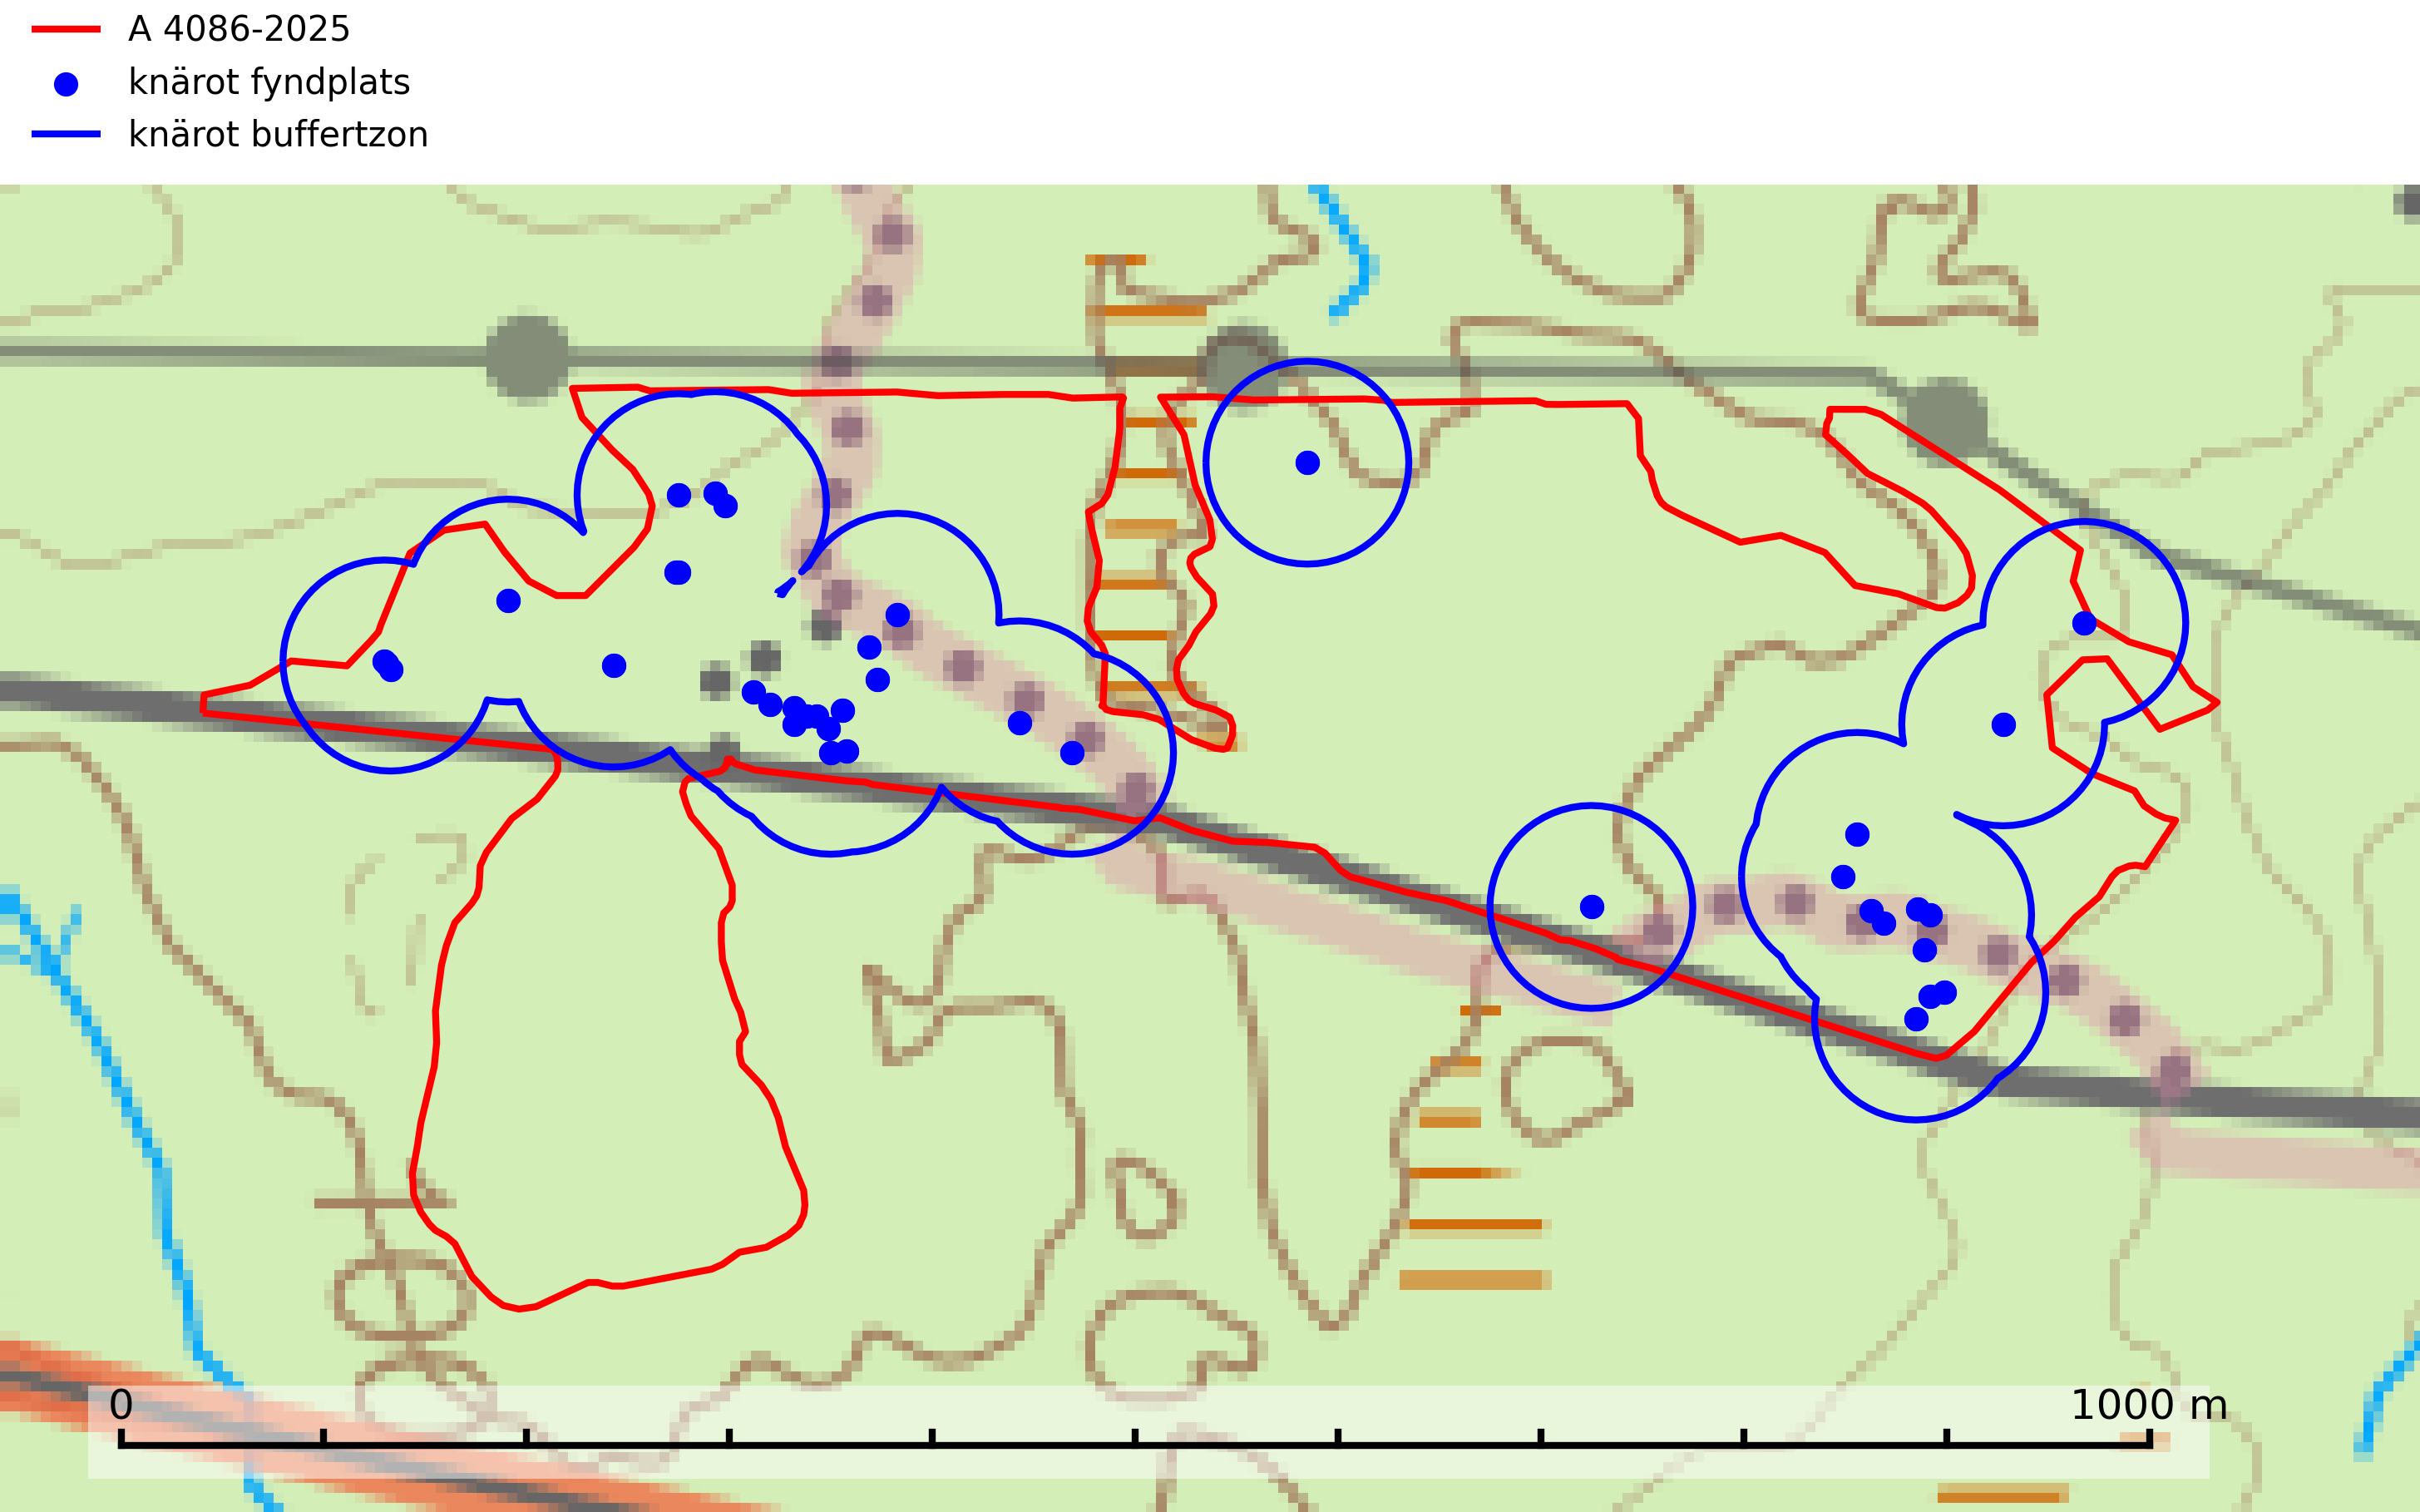 A 4086-2025
knärot fyndplats
knärot buffertzon
0
1000 m